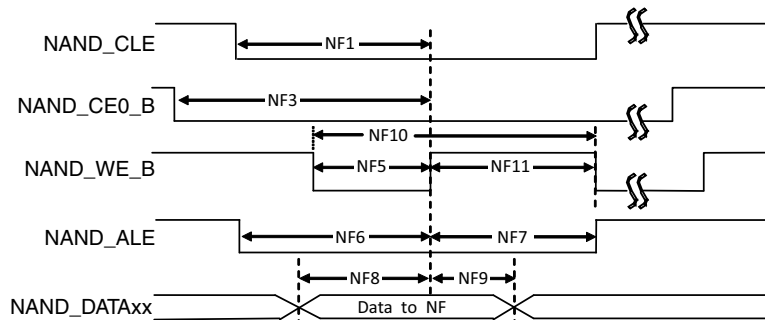 NAND_CLE
NF1
NAND_CE0_B
NF3
NF10
NAND_WE_B
NF5
NF11
NAND_ALE
NF6
NF7
NF8
NF9
NAND_DATAxx
Data to NF